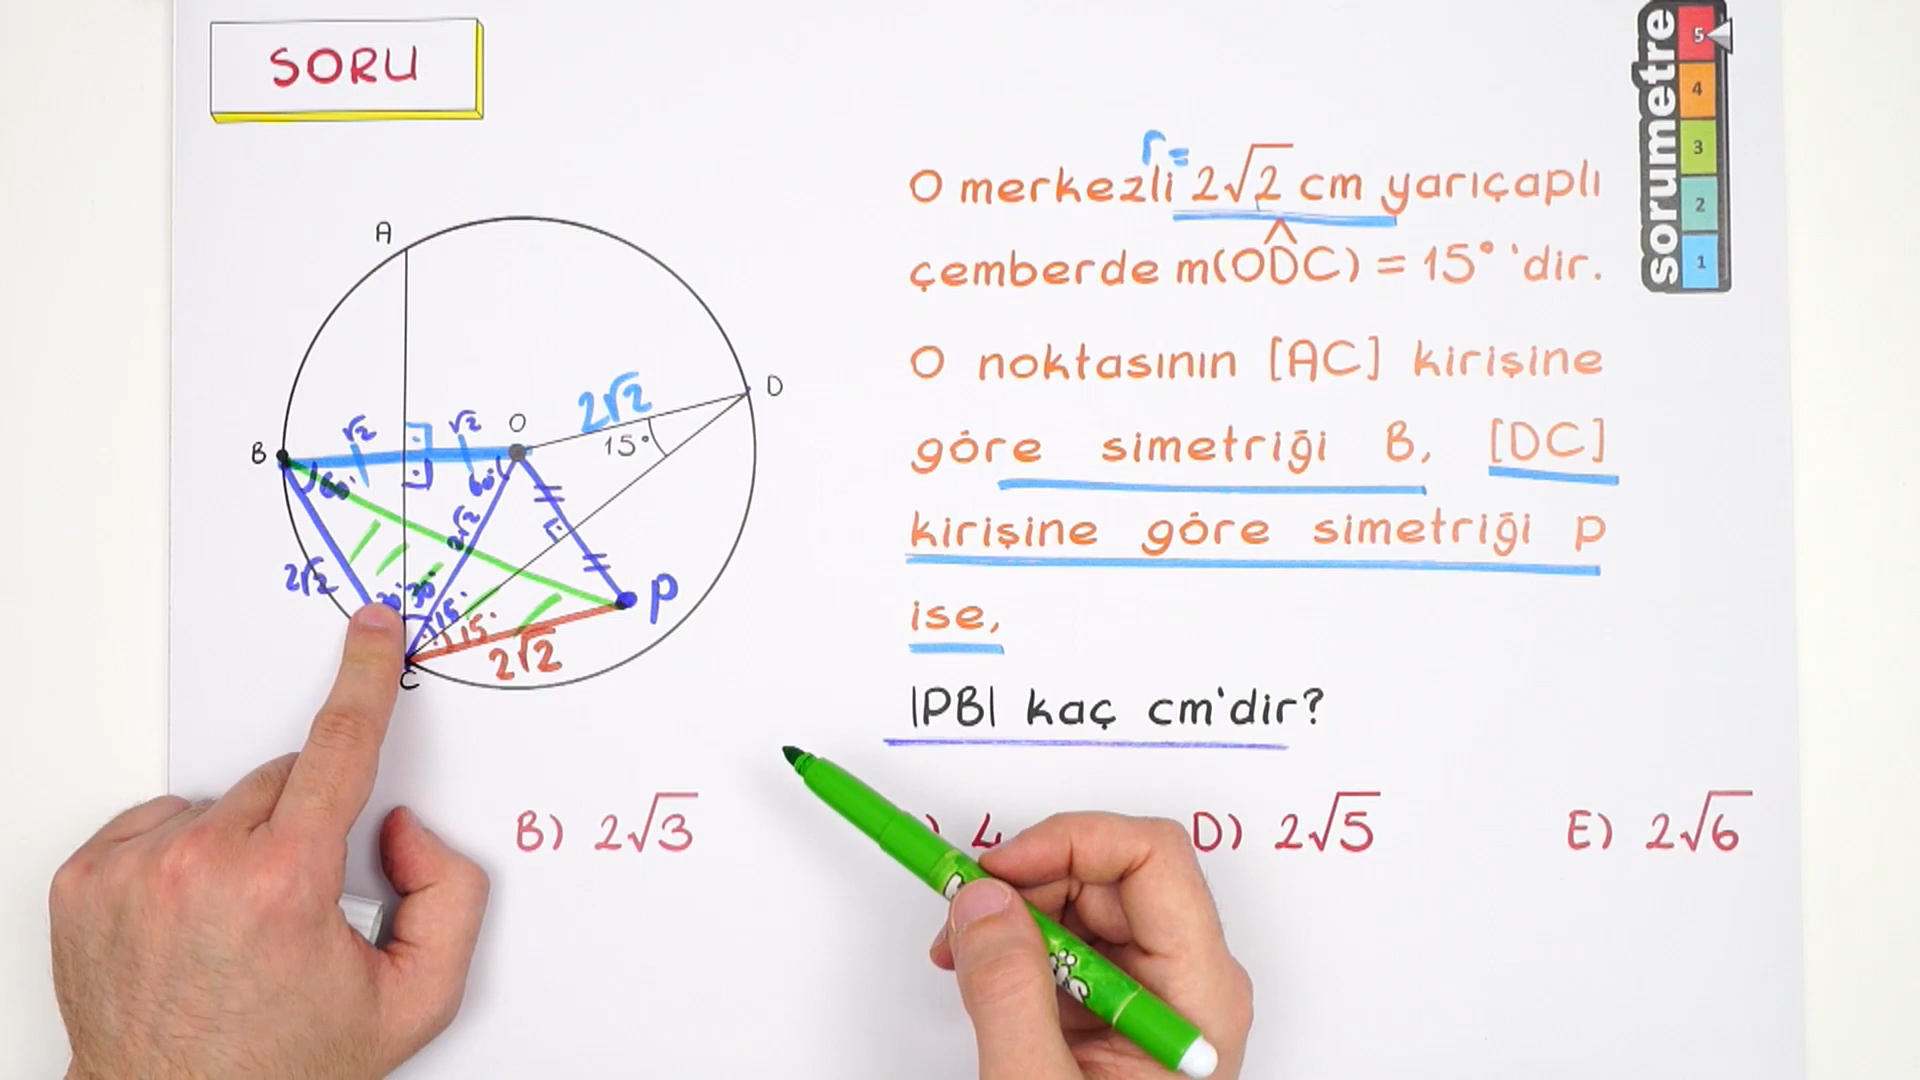 SORU
sorumetre
5
4
3
2
1
r=
O merkezli 2√2 cm yarıçaplı
çemberde m(ODC) = 15° 'dir.
O noktasının [AC] kirişine
göre simetriği B, [DC]
kirişine göre simetriği p
ise,
|PB| kaç cm'dir?
A
D
2√2
O
√2
√2
15°
B
60°
60°
2√2
2√2
30°
15°
15°
P
2√2
C
B) 2√3
) 4
D) 2√5
E) 2√6